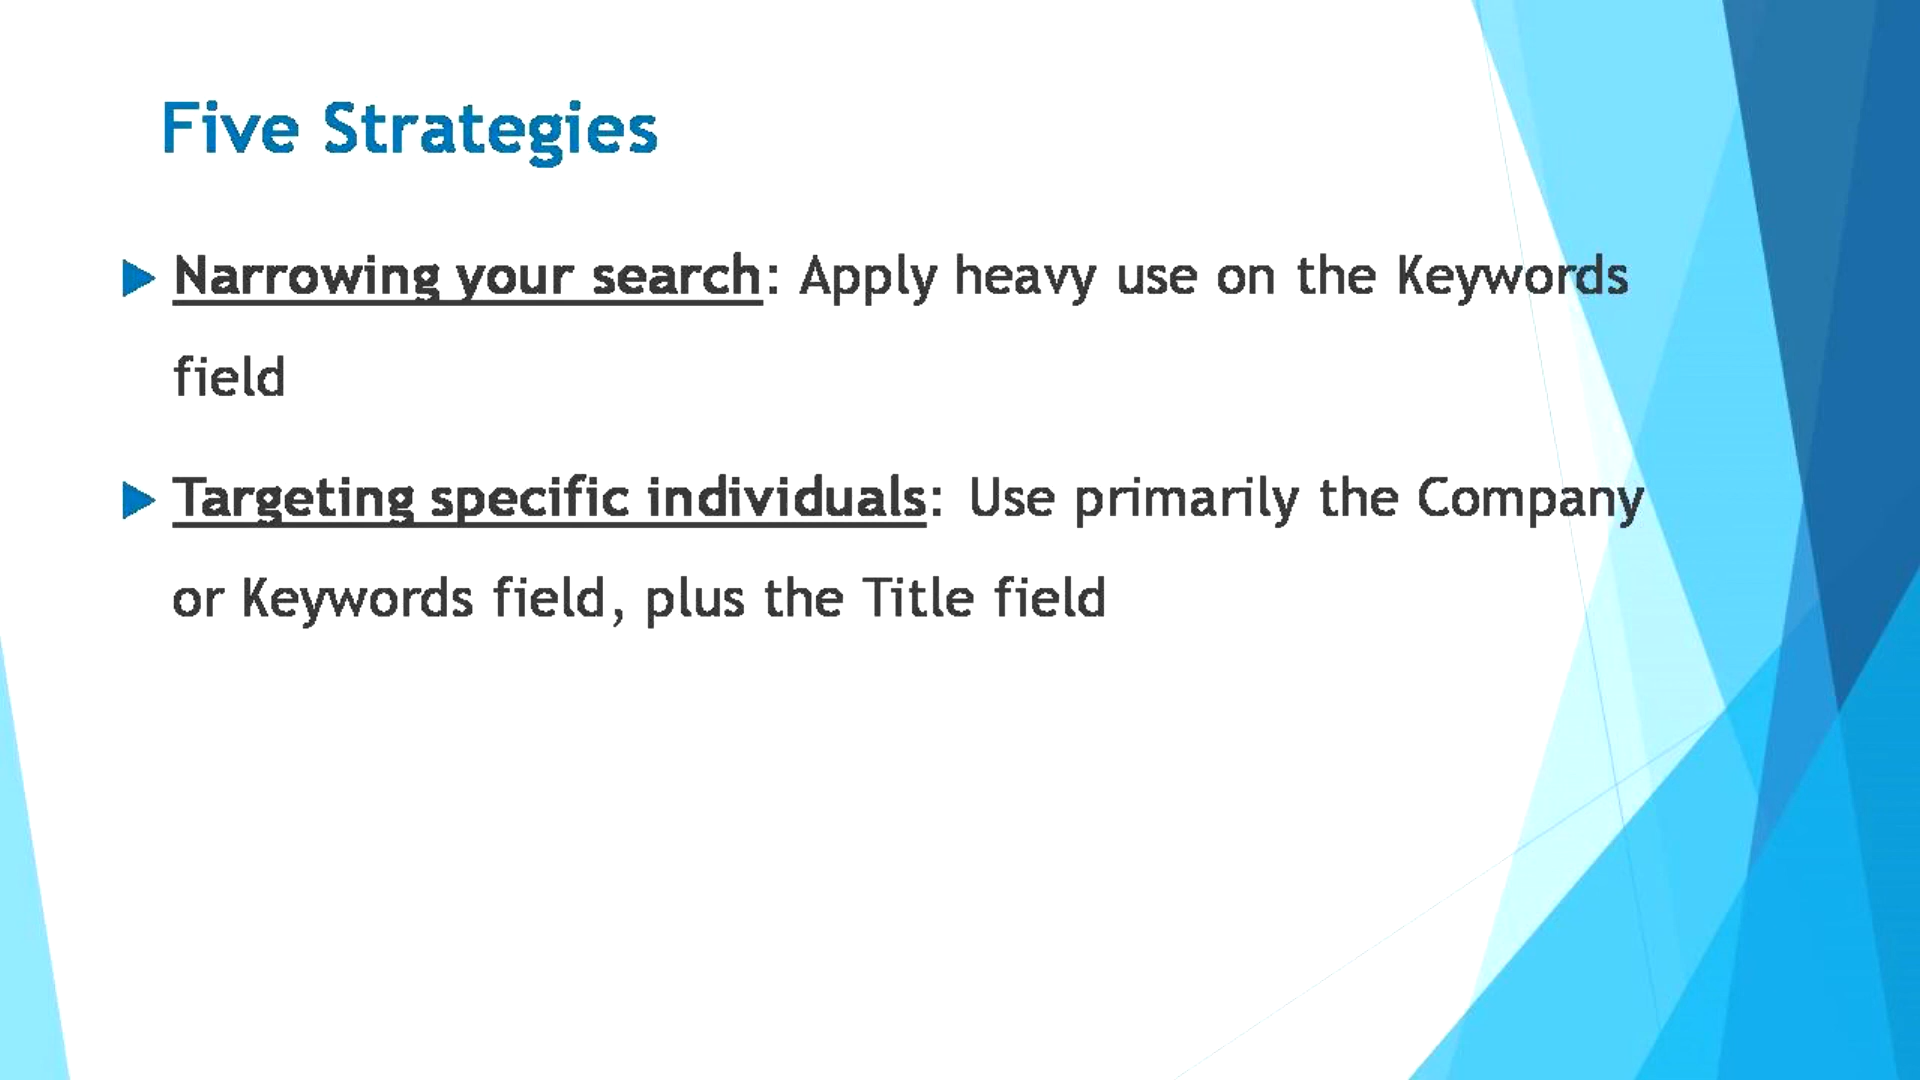 Five Strategies
Narrowing your search: Apply heavy use on the Keywords
field
Targeting specific individuals: Use primarily the Company
or Keywords field, plus the Title field